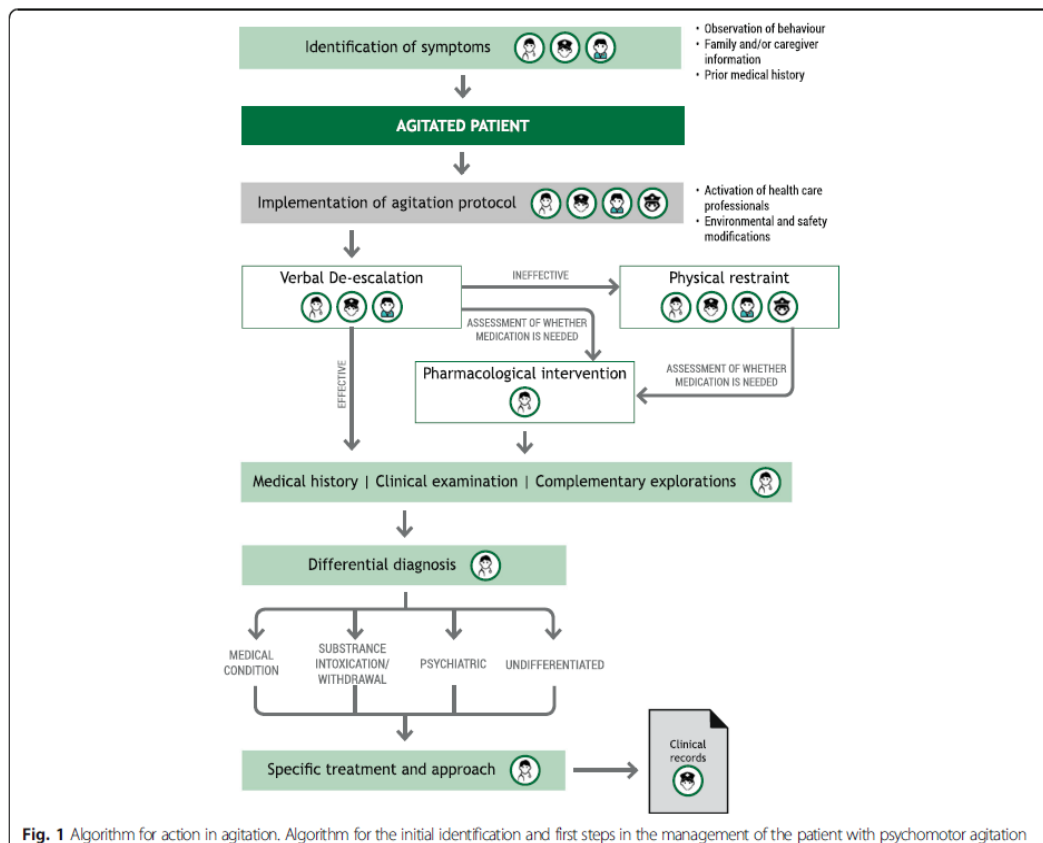 Identification of symptoms
• Observation of behaviour
• Family and/or caregiver
information
• Prior medical history
AGITATED PATIENT
Implementation of agitation protocol
• Activation of health care
professionals
• Environmental and safety
modifications
Verbal De-escalation
INEFFECTIVE
Physical restraint
ASSESSMENT OF WHETHER
MEDICATION IS NEEDED
ASSESSMENT OF WHETHER
MEDICATION IS NEEDED
Pharmacological intervention
EFFECTIVE
Medical history | Clinical examination | Complementary explorations
Differential diagnosis
MEDICAL
CONDITION
SUBSTRANCE
INTOXICATION/
WITHDRAWAL
PSYCHIATRIC
UNDIFFERENTIATED
Specific treatment and approach
Clinical
records
Fig. 1 Algorithm for action in agitation. Algorithm for the initial identification and first steps in the management of the patient with psychomotor agitation